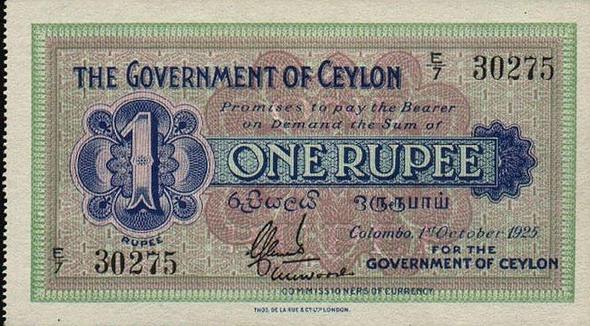 THE GOVERNMENT OF CEYLON E/7 30275
Promises to pay the Bearer
on Demand the Sum of
1 ONE RUPEE
රුපියලයි ஒருரூபாய்
RUPEE
Colombo, 1st October 1925
E/7 30275
FOR THE
GOVERNMENT OF CEYLON
COMMISSIONERS OF CURRENCY
THOS. DE LA RUE & CO LTD LONDON.